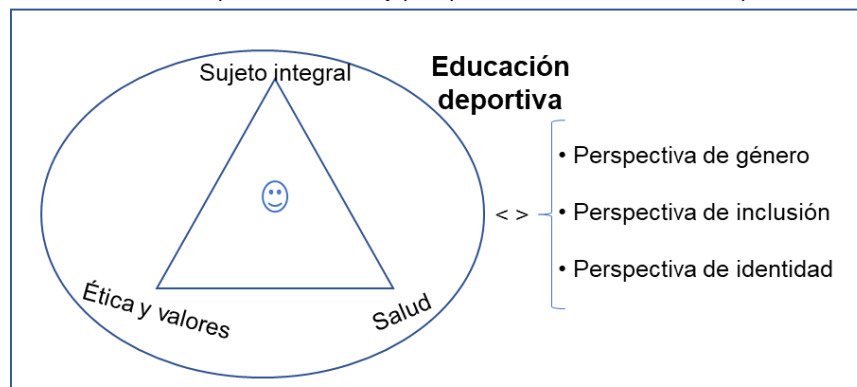 Sujeto integral
Educación
deportiva
• Perspectiva de género
< >
• Perspectiva de inclusión
• Perspectiva de identidad
Ética y valores
Salud